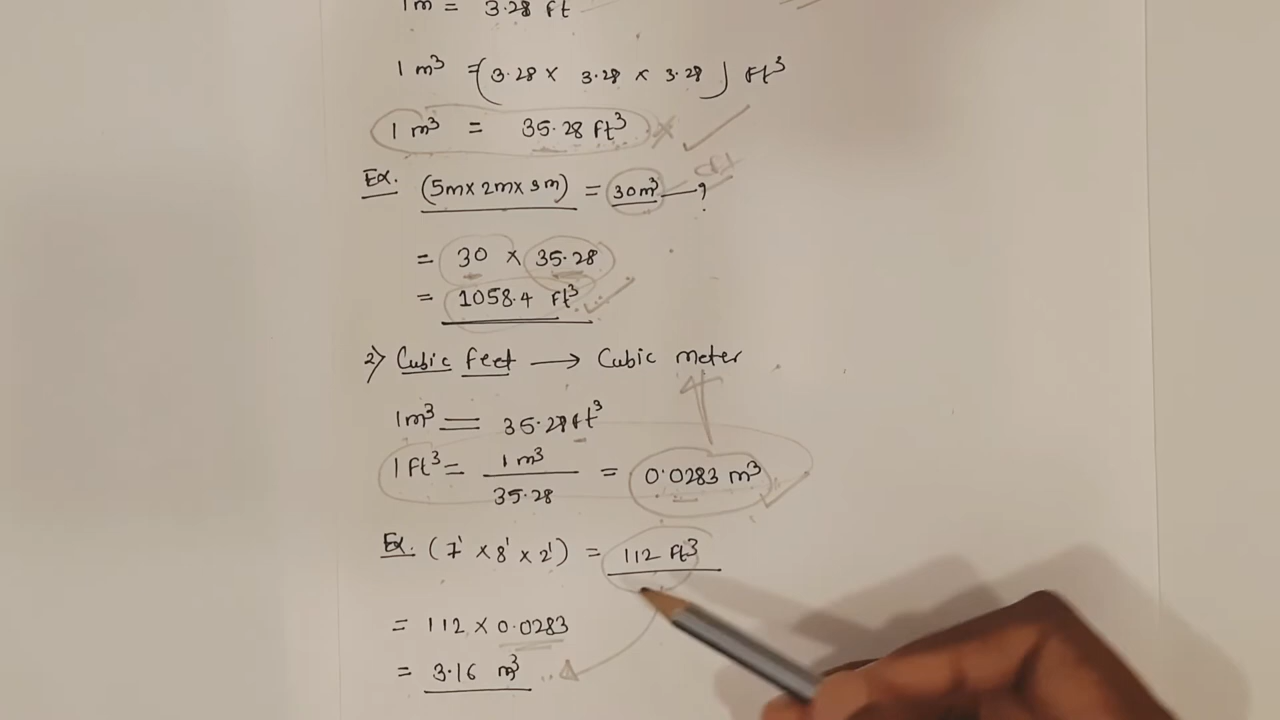 1m = 3.28 ft
1 m³ = (3.28 × 3.28 × 3.28) Ft³
1 m³ = 35.28 Ft³
Ex. (5m × 2m × 3m) = 30m³ — ?
= 30 × 35.28
= 1058.4 Ft³
2) Cubic Feet → Cubic meter
1m³ = 35.28ft³
1 Ft³ = 1 m³ / 35.28 = 0.0283 m³
Ex. (7' × 8' × 2') = 112 Ft³
= 112 × 0.0283
= 3.16 m³